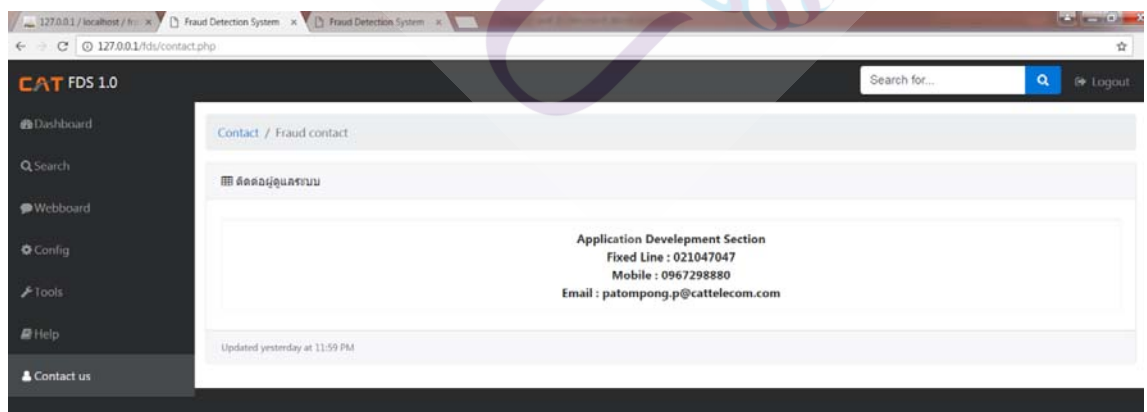 127.0.0.1 / localhost / fr
Fraud Detection System
Fraud Detection System
127.0.0.1/fds/contact.php
CAT FDS 1.0
Search for...
Logout
Dashboard
Contact / Fraud contact
Search
ติดต่อผู้ดูแลระบบ
Webboard
Application Develepment Section
Config
Fixed Line : 021047047
Mobile : 0967298880
Tools
Email : patompong.p@cattelecom.com
Help
Updated yesterday at 11:59 PM
Contact us